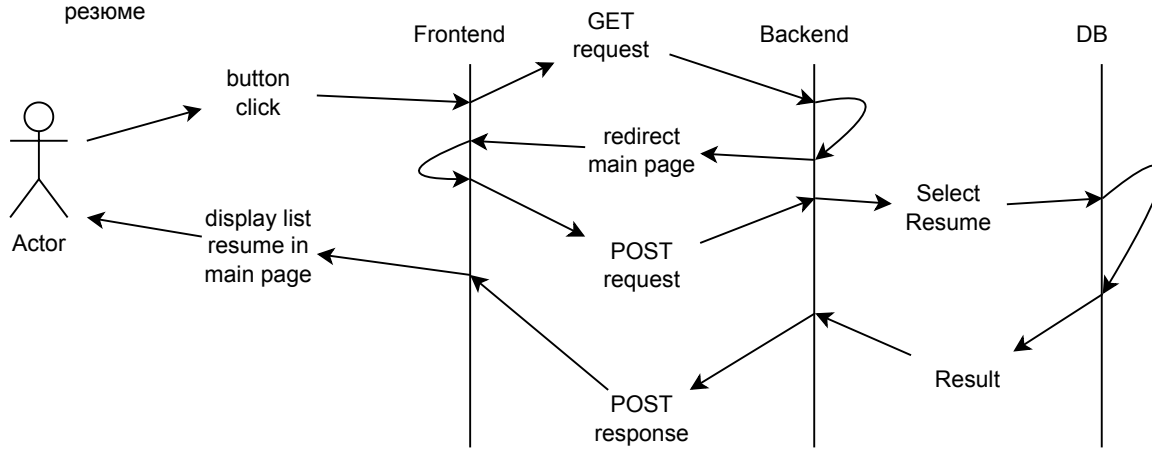 резюме
Frontend
GET
request
Backend
DB
button
click
redirect
main page
Select
Resume
display list
resume in
main page
Actor
POST
request
Result
POST
response